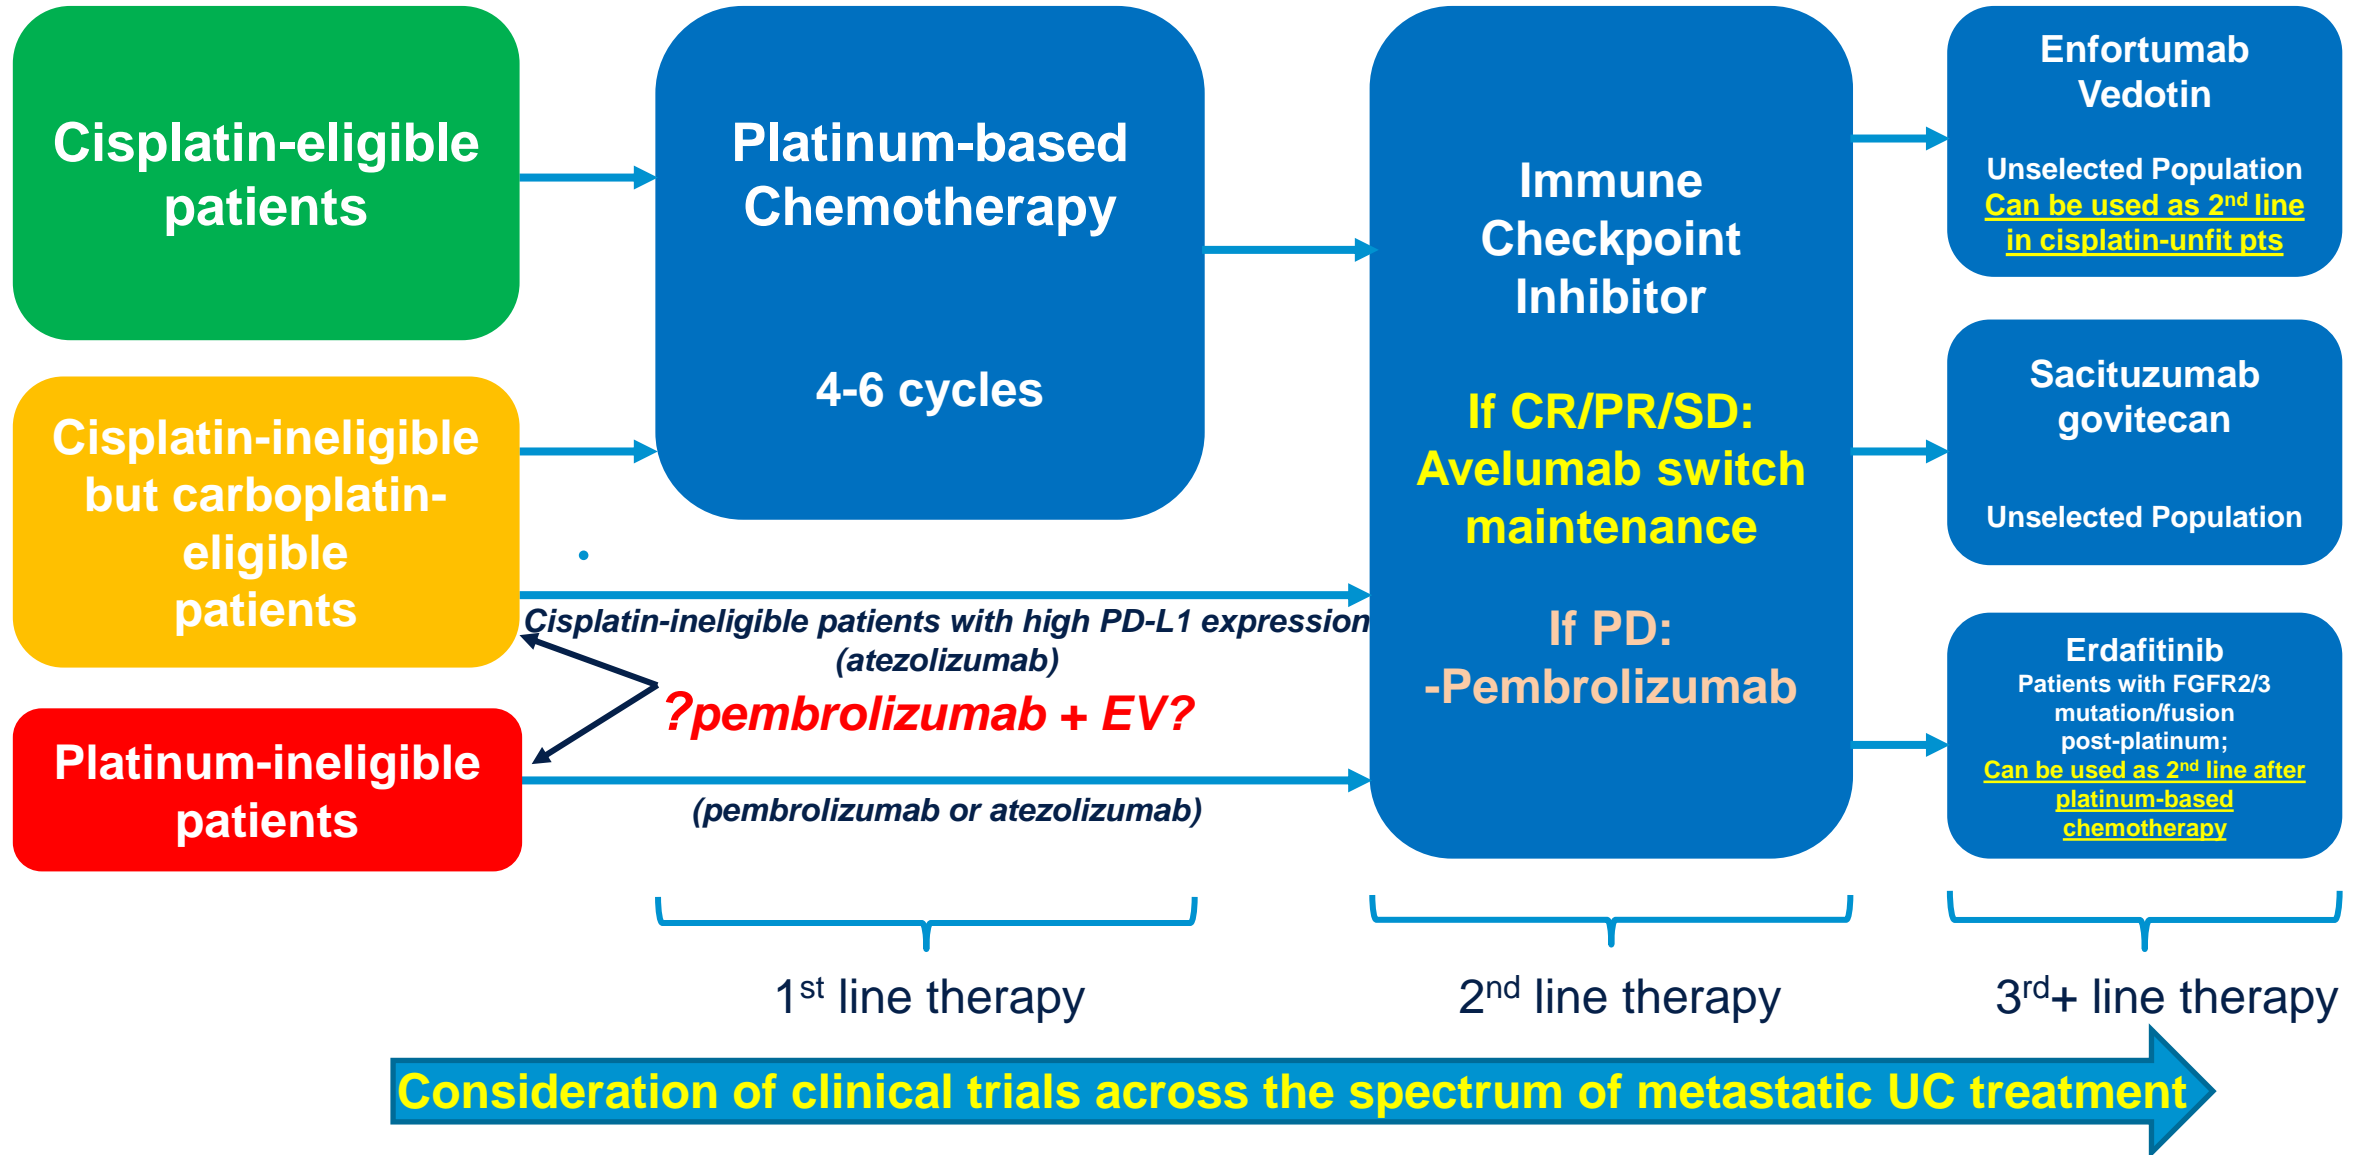 Cisplatin-eligible
patients
Platinum-based
Chemotherapy
4-6 cycles
Immune
Checkpoint
Inhibitor
If CR/PR/SD:
Avelumab switch
maintenance
If PD:
-Pembrolizumab
Enfortumab
Vedotin
Unselected Population
Can be used as 2nd line
in cisplatin-unfit pts
Sacituzumab
govitecan
Unselected Population
Erdafitinib
Patients with FGFR2/3
mutation/fusion
post-platinum;
Can be used as 2nd line after
platinum-based
chemotherapy
Cisplatin-ineligible
but carboplatin-
eligible
patients
Cisplatin-ineligible patients with high PD-L1 expression
(atezolizumab)
?pembrolizumab + EV?
Platinum-ineligible
patients
(pembrolizumab or atezolizumab)
1st line therapy
2nd line therapy
3rd+ line therapy
Consideration of clinical trials across the spectrum of metastatic UC treatment